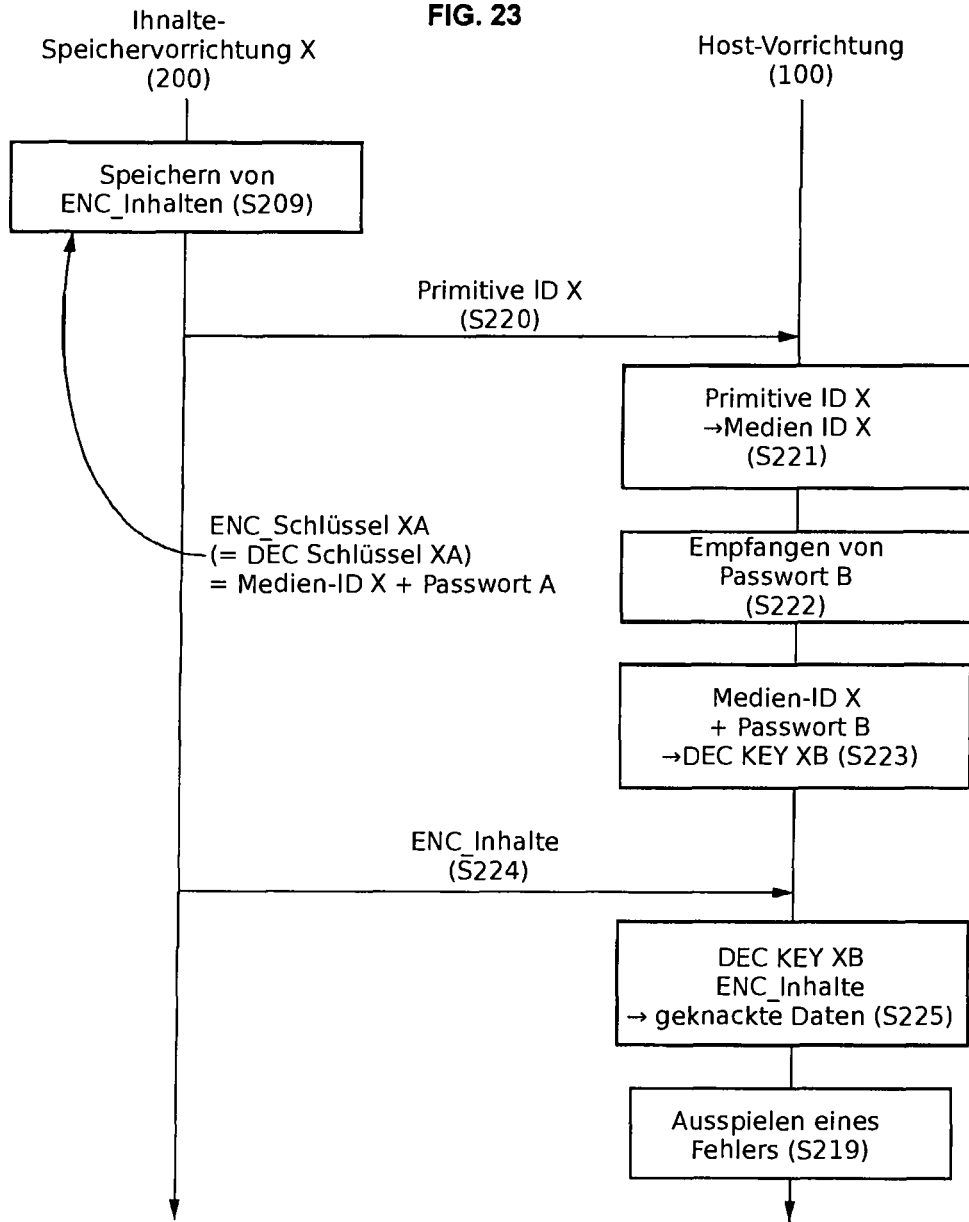 FIG. 23
Ihnalte-
Speichervorrichtung X
(200)
Host-Vorrichtung
(100)
Speichern von
ENC_Inhalten (S209)
Primitive ID X
(S220)
Primitive ID X
→Medien ID X
(S221)
ENC_Schlüssel XA
(= DEC Schlüssel XA)
= Medien-ID X + Passwort A
Empfangen von
Passwort B
(S222)
Medien-ID X
+ Passwort B
→DEC KEY XB (S223)
ENC_Inhalte
(S224)
DEC KEY XB
ENC_Inhalte
→ geknackte Daten (S225)
Ausspielen eines
Fehlers (S219)